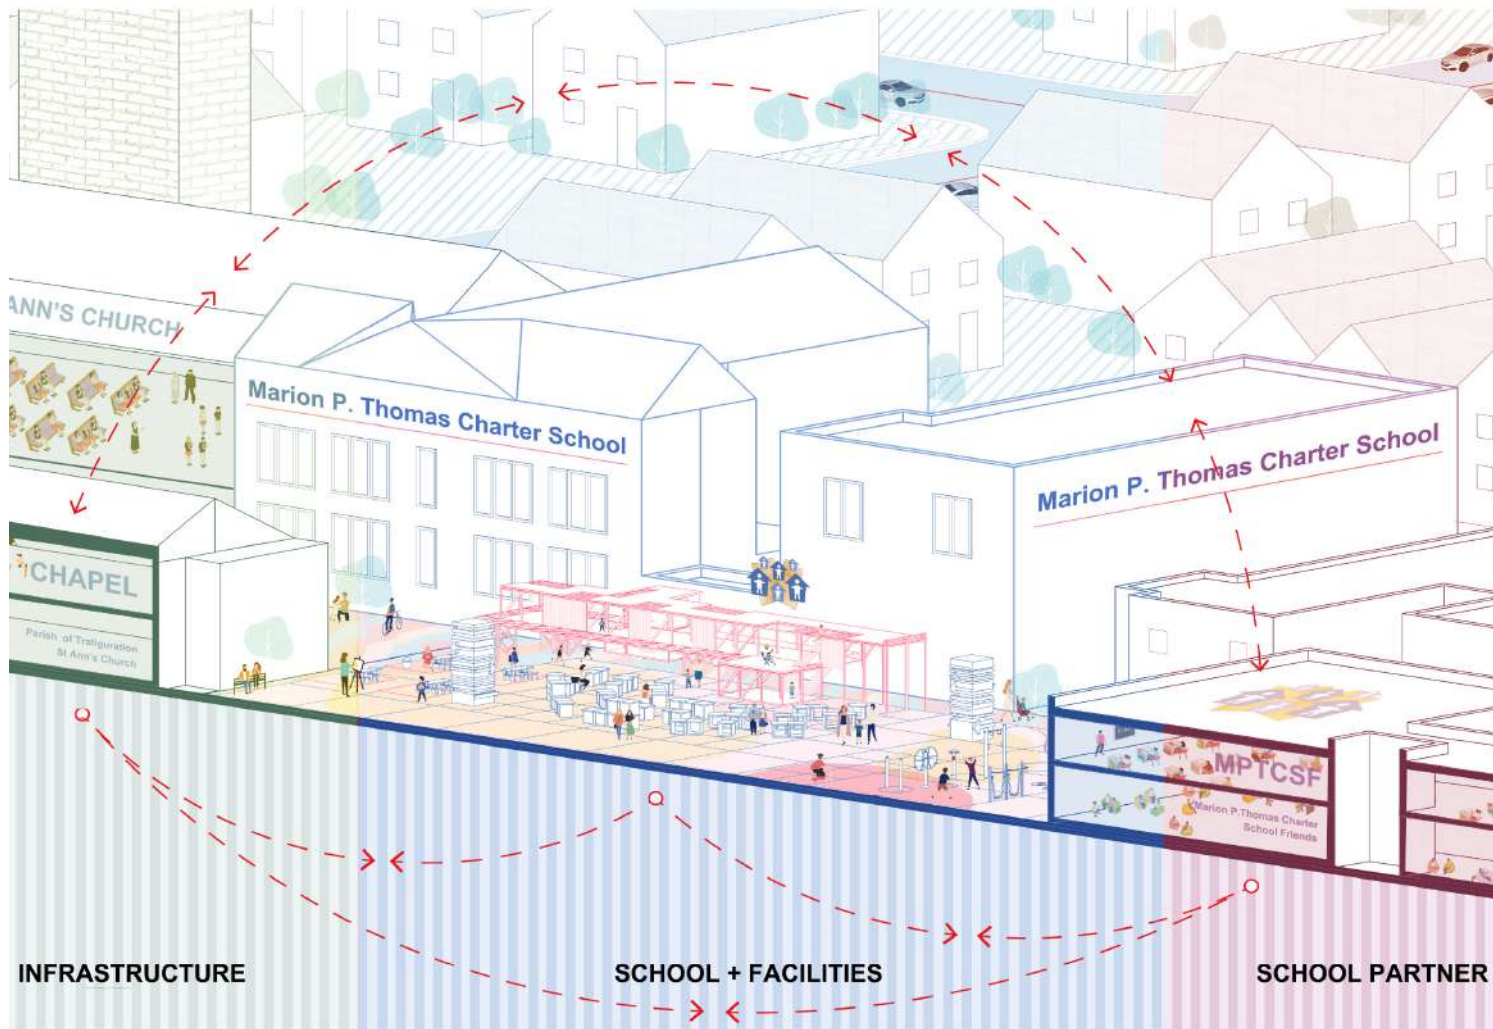 ANN'S CHURCH
Marion P. Thomas Charter School
Marion P. Thomas Charter School
CHAPEL
Parish of Trafiguration
St Ann's Church
MPTCSF
Marion P.Thomas Charter
School Friends
INFRASTRUCTURE
SCHOOL + FACILITIES
SCHOOL PARTNER